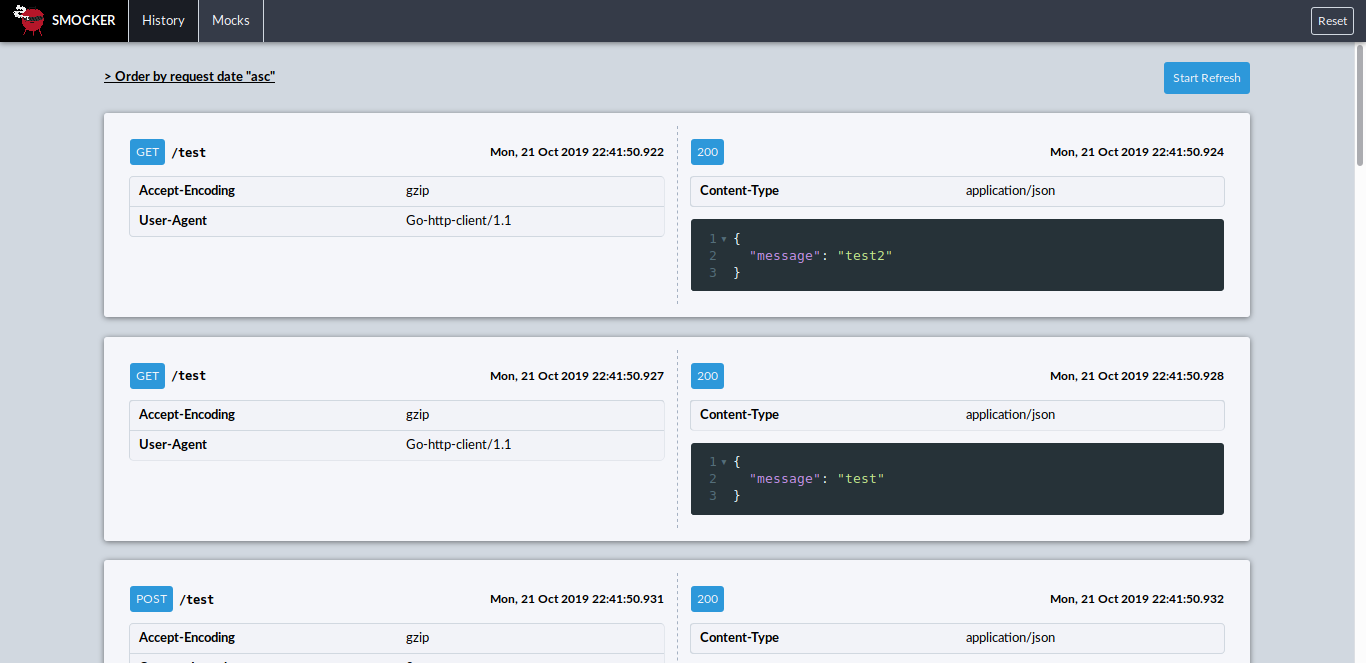 SMOCKER History Mocks Reset
> Order by request date "asc" Start Refresh
GET /test Mon, 21 Oct 2019 22:41:50.922 200 Mon, 21 Oct 2019 22:41:50.924
Accept-Encoding gzip Content-Type application/json
User-Agent Go-http-client/1.1
1 {
2 "message": "test2"
3 }
GET /test Mon, 21 Oct 2019 22:41:50.927 200 Mon, 21 Oct 2019 22:41:50.928
Accept-Encoding gzip Content-Type application/json
User-Agent Go-http-client/1.1
1 {
2 "message": "test"
3 }
POST /test Mon, 21 Oct 2019 22:41:50.931 200 Mon, 21 Oct 2019 22:41:50.932
Accept-Encoding gzip Content-Type application/json